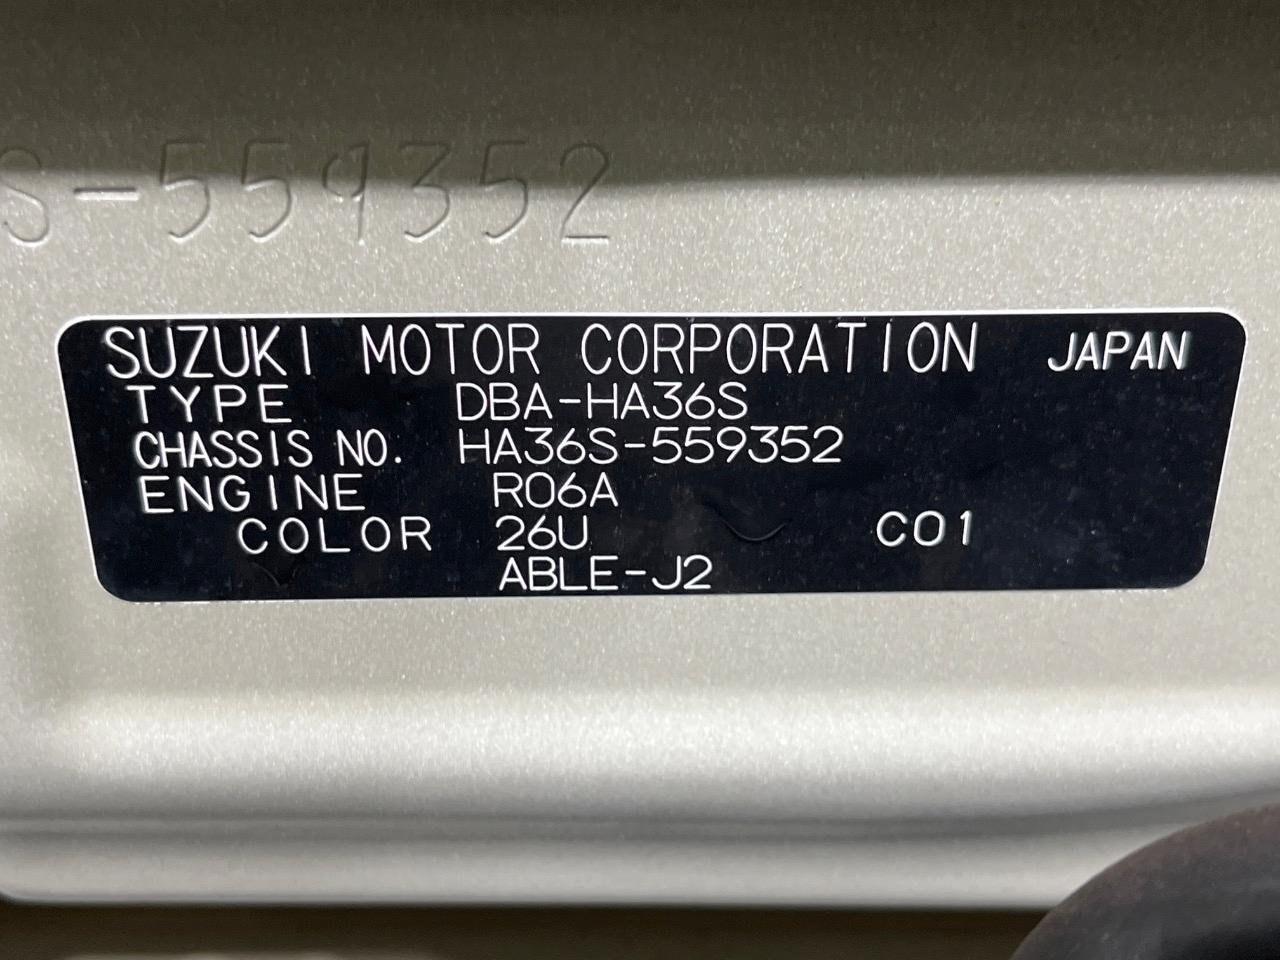 S-559352
SUZUKI MOTOR CORPORATION JAPAN
TYPE DBA-HA36S
CHASSIS NO. HA36S-559352
ENGINE R06A
COLOR 26U C01
ABLE-J2